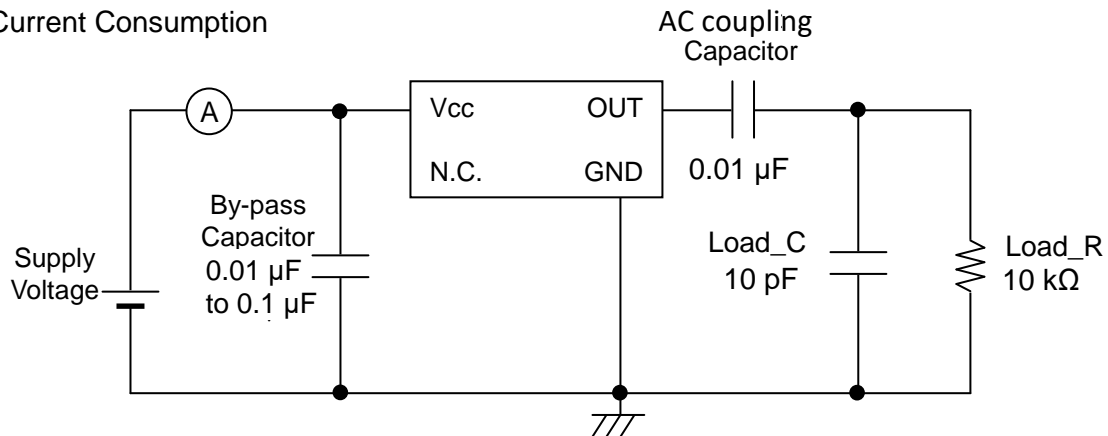 Current Consumption
AC coupling
Capacitor
A
Vcc
OUT
N.C.
GND
0.01 µF
By-pass
Capacitor
0.01 µF
to 0.1 µF
Supply
Voltage
Load_C
10 pF
Load_R
10 kΩ